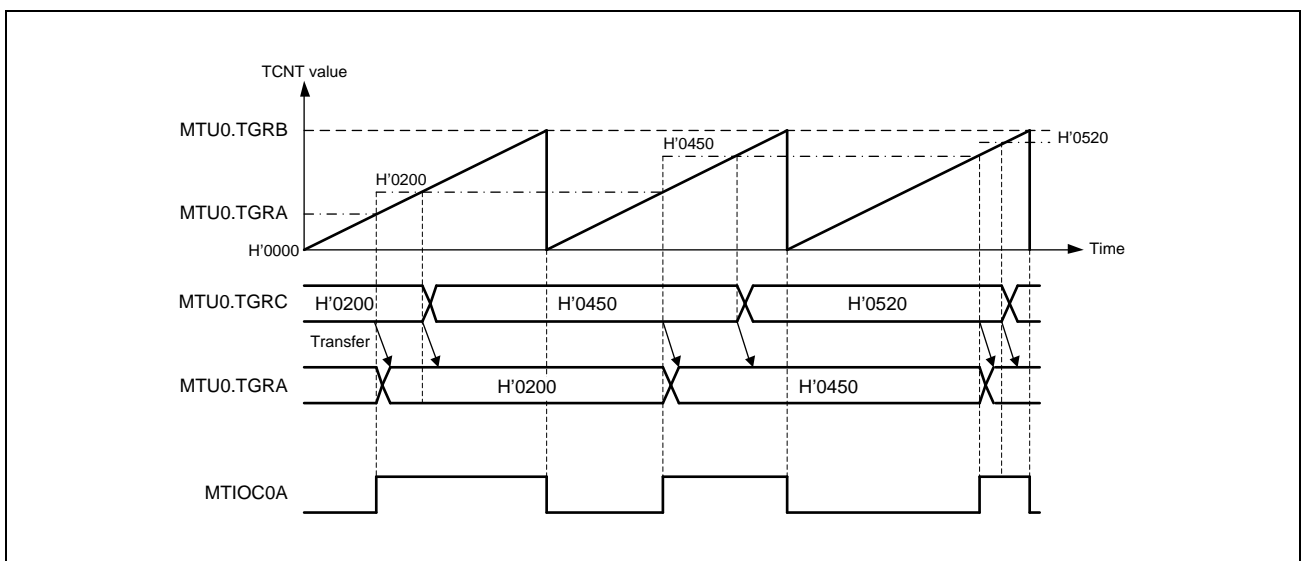 TCNT value
MTU0.TGRB
H'0520
H'0450
H'0200
MTU0.TGRA
H'0000
Time
MTU0.TGRC
H'0200 H'0450 H'0520
Transfer
MTU0.TGRA
H'0200 H'0450
MTIOC0A